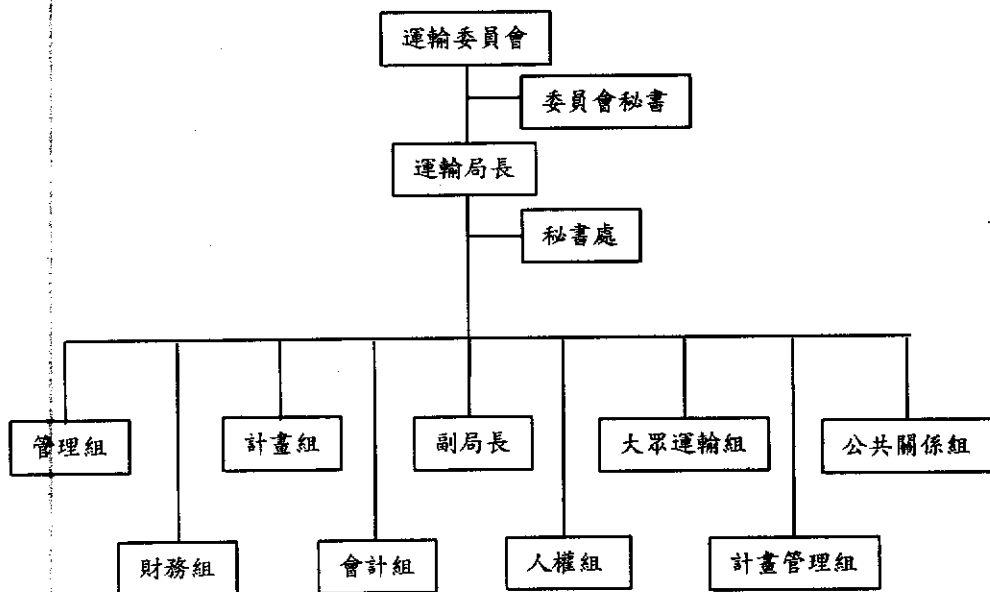 運輸委員會
委員會秘書
運輸局長
秘書處
管理組
計畫組
副局長
大眾運輸組
公共關係組
財務組
會計組
人權組
計畫管理組